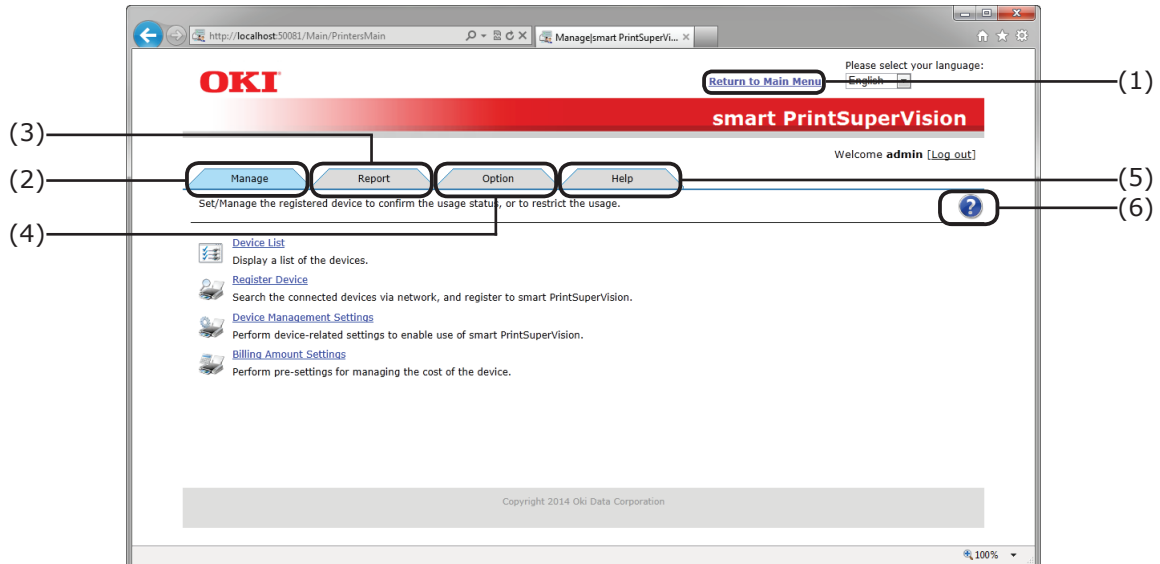 http://localhost:50081/Main/PrintersMain
Manage|smart PrintSuperVi...
OKI
Return to Main Menu
Please select your language:
English
(1)
smart PrintSuperVision
(3)
Welcome admin [Log out]
(2)
Manage
Report
Option
Help
(5)
Set/Manage the registered device to confirm the usage status, or to restrict the usage.
?
(6)
(4)
Device List
Display a list of the devices.
Register Device
Search the connected devices via network, and register to smart PrintSuperVision.
Device Management Settings
Perform device-related settings to enable use of smart PrintSuperVision.
Billing Amount Settings
Perform pre-settings for managing the cost of the device.
Copyright 2014 Oki Data Corporation
100%